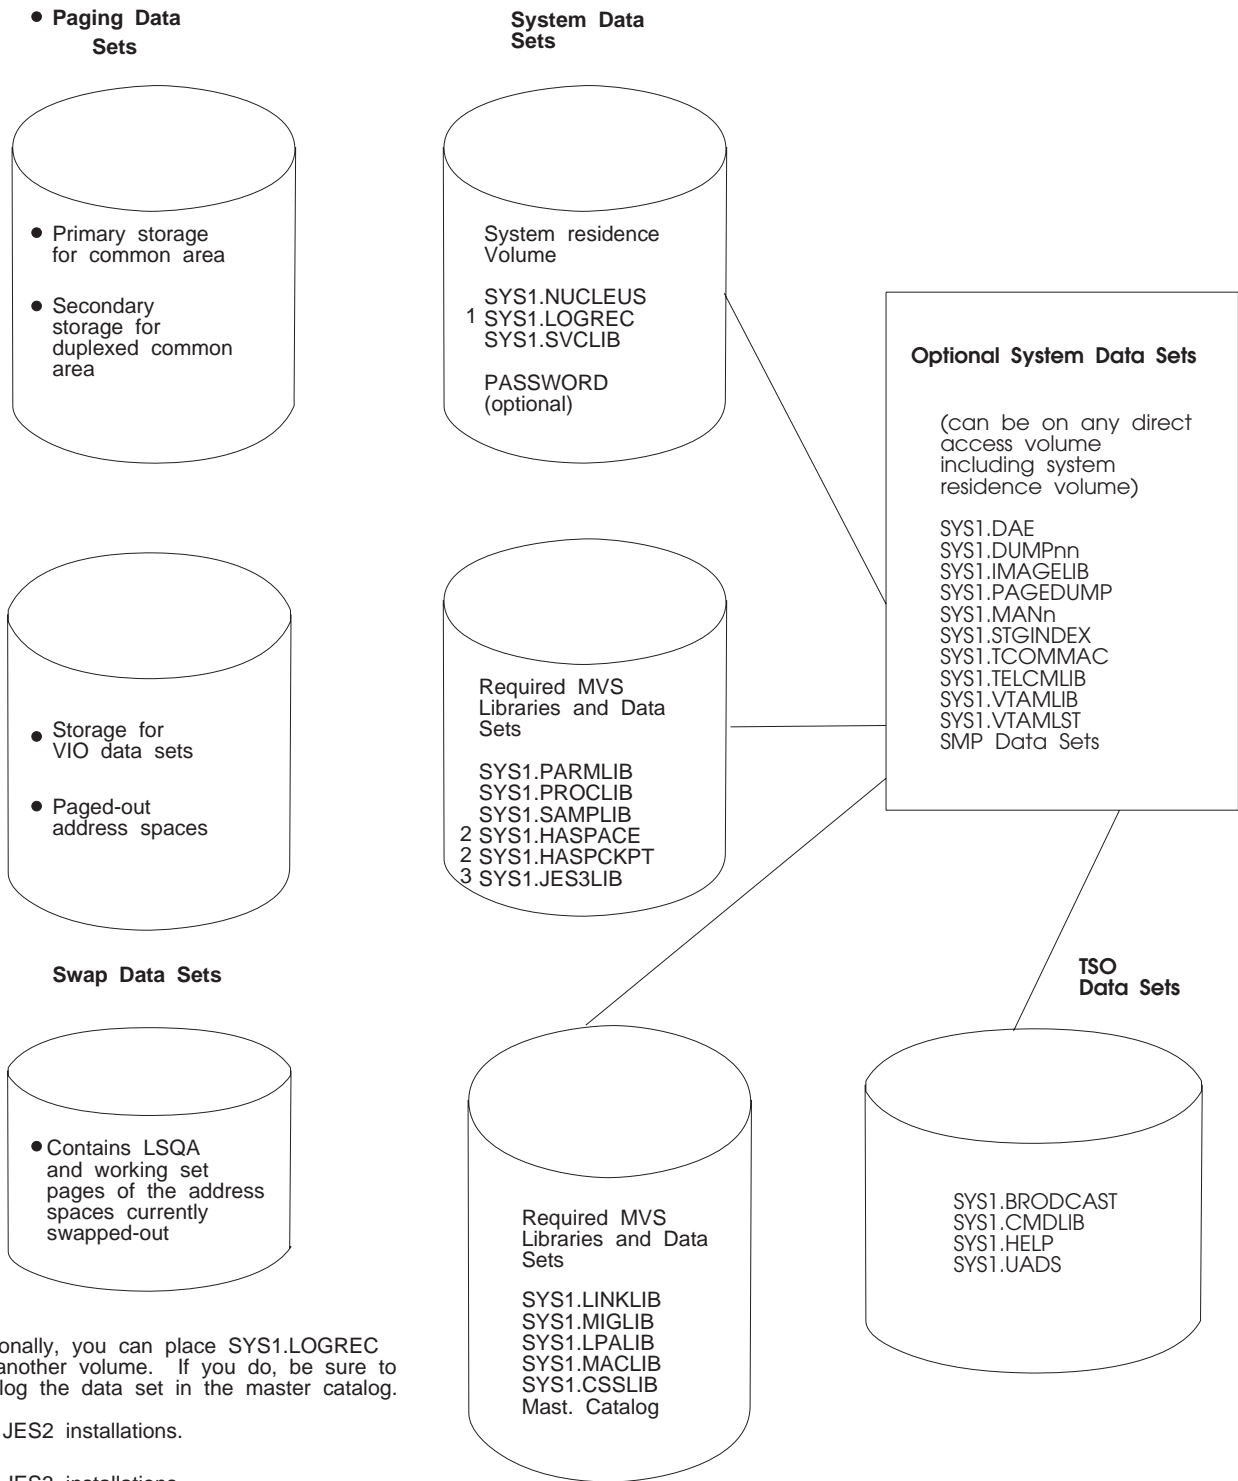 ● Paging Data
Sets
● Primary storage
for common area
● Secondary
storage for
duplexed common
area
● Storage for
VIO data sets
● Paged-out
address spaces
Swap Data Sets
● Contains LSQA
and working set
pages of the address
spaces currently
swapped-out
System Data
Sets
System residence
Volume
SYS1.NUCLEUS
1 SYS1.LOGREC
SYS1.SVCLIB
PASSWORD
(optional)
Required MVS
Libraries and Data
Sets
SYS1.PARMLIB
SYS1.PROCLIB
SYS1.SAMPLIB
2 SYS1.HASPACE
2 SYS1.HASPCKPT
3 SYS1.JES3LIB
Required MVS
Libraries and Data
Sets
SYS1.LINKLIB
SYS1.MIGLIB
SYS1.LPALIB
SYS1.MACLIB
SYS1.CSSLIB
Mast. Catalog
Optional System Data Sets
(can be on any direct
access volume
including system
residence volume)
SYS1.DAE
SYS1.DUMPnn
SYS1.IMAGELIB
SYS1.PAGEDUMP
SYS1.MANn
SYS1.STGINDEX
SYS1.TCOMMAC
SYS1.TELCMLIB
SYS1.VTAMLIB
SYS1.VTAMLST
SMP Data Sets
TSO
Data Sets
SYS1.BRODCAST
SYS1.CMDLIB
SYS1.HELP
SYS1.UADS
onally, you can place SYS1.LOGREC
another volume. If you do, be sure to
log the data set in the master catalog.
JES2 installations.